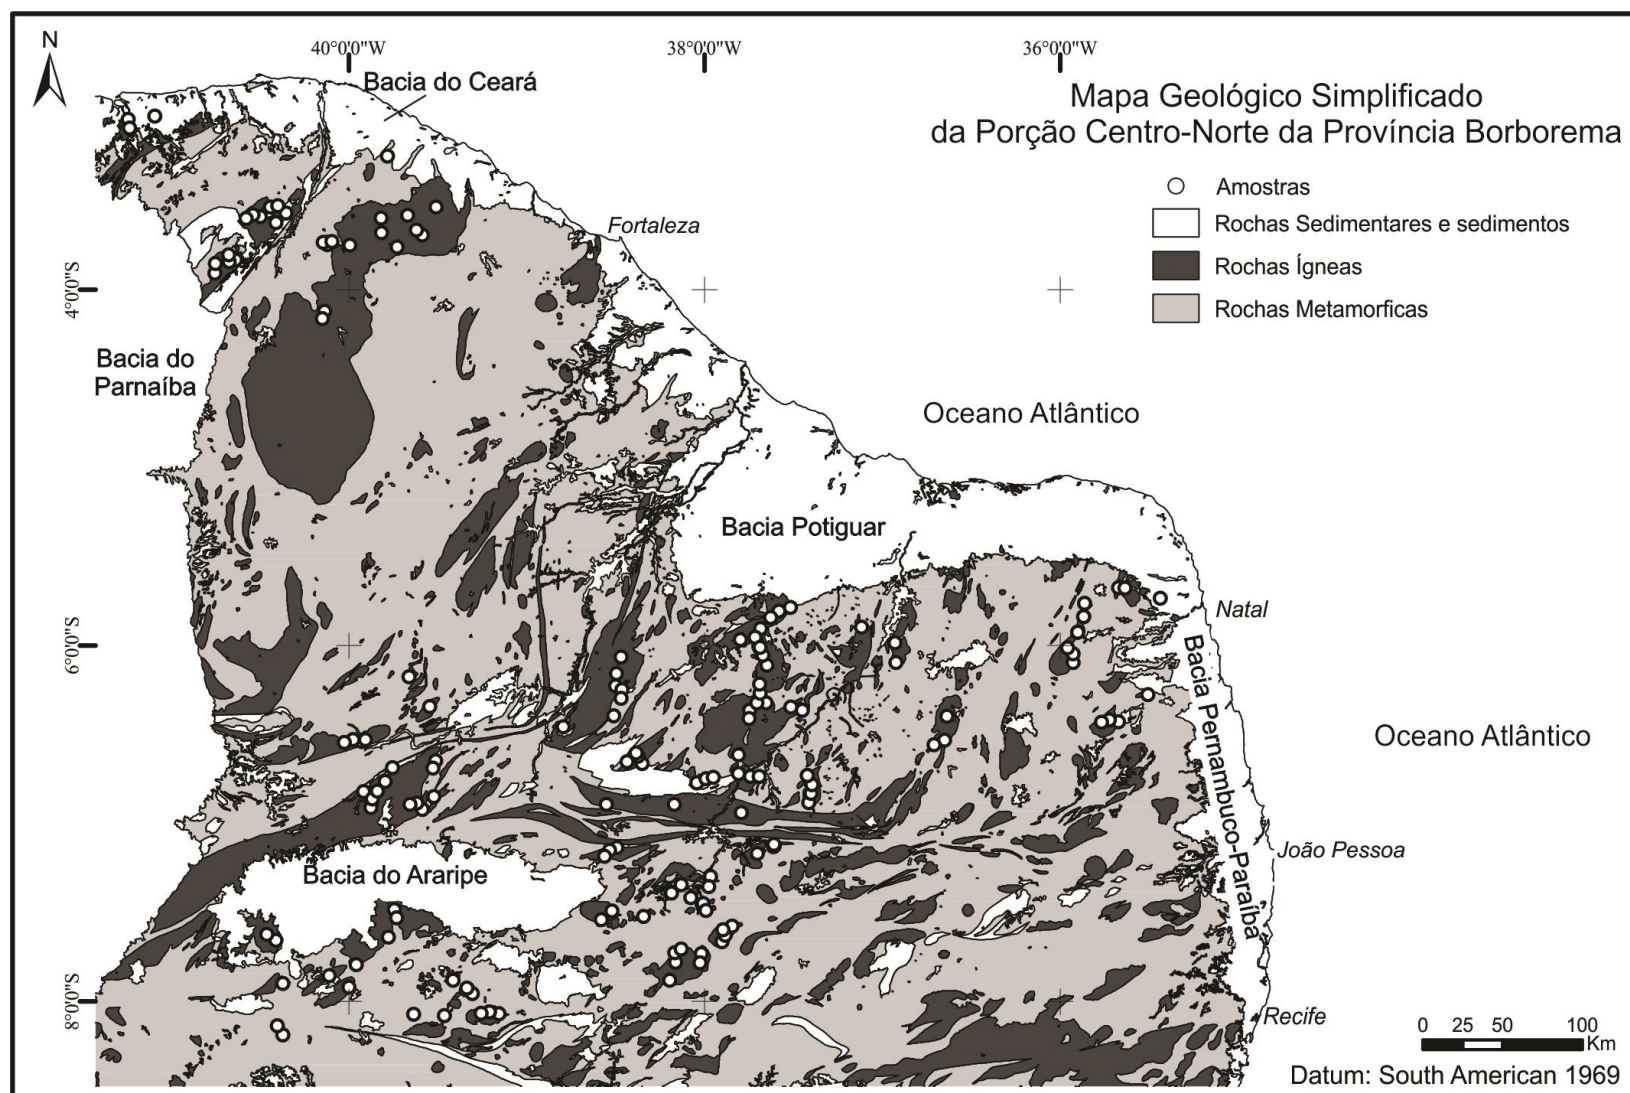 N
40°0'0"W
38°0'0"W
36°0'0"W
Bacia do Ceará
Mapa Geológico Simplificado
da Porção Centro-Norte da Província Borborema
Amostras
Rochas Sedimentares e sedimentos
Rochas Ígneas
Rochas Metamorficas
Fortaleza
4°0'0"S
Bacia do
Parnaíba
Oceano Atlântico
Bacia Potiguar
Natal
6°0'0"S
Bacia Pernambuco-Paraíba
Oceano Atlântico
João Pessoa
Bacia do Araripe
8°0'0"S
Recife
0 25 50 100
Km
Datum: South American 1969